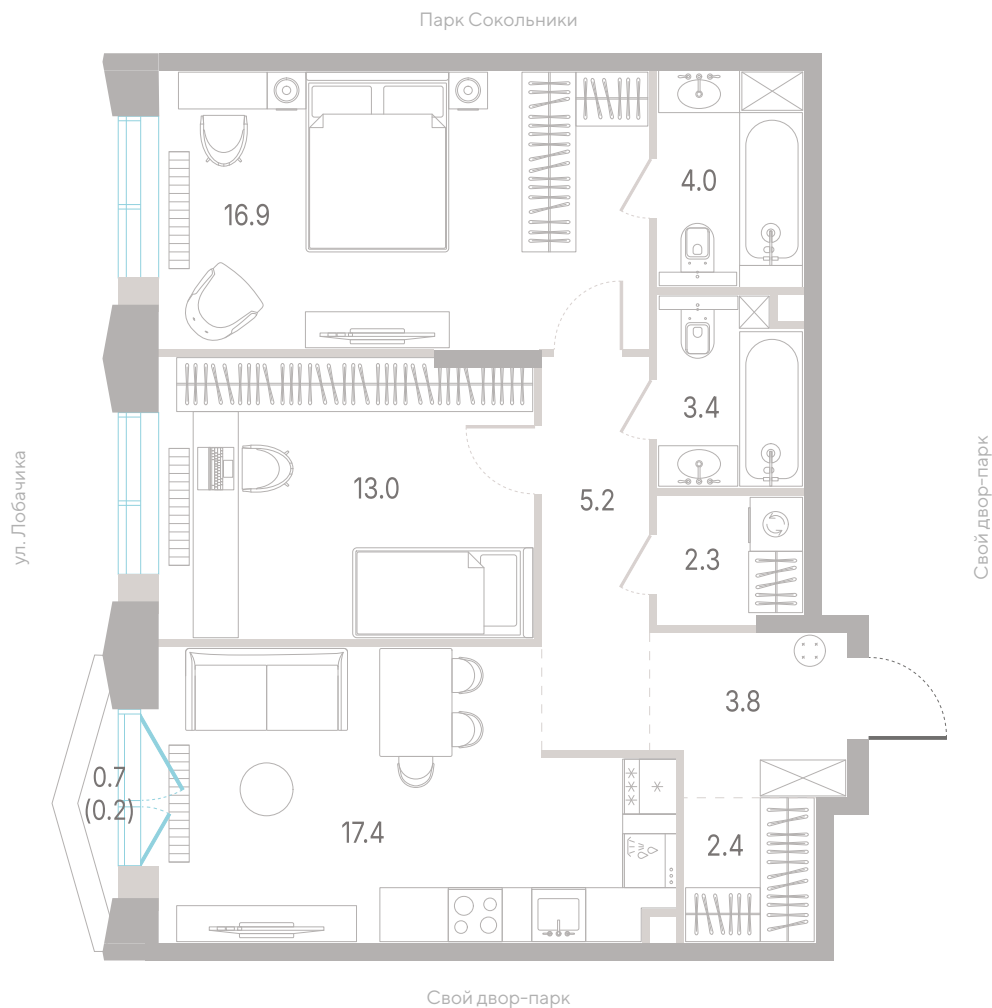 Парк Сокольники
4.0
16.9
3.4
13.0
5.2
ул. Лобачика
Свой двор-парк
2.3
3.8
0.7
(0.2)
17.4
2.4
Свой двор-парк